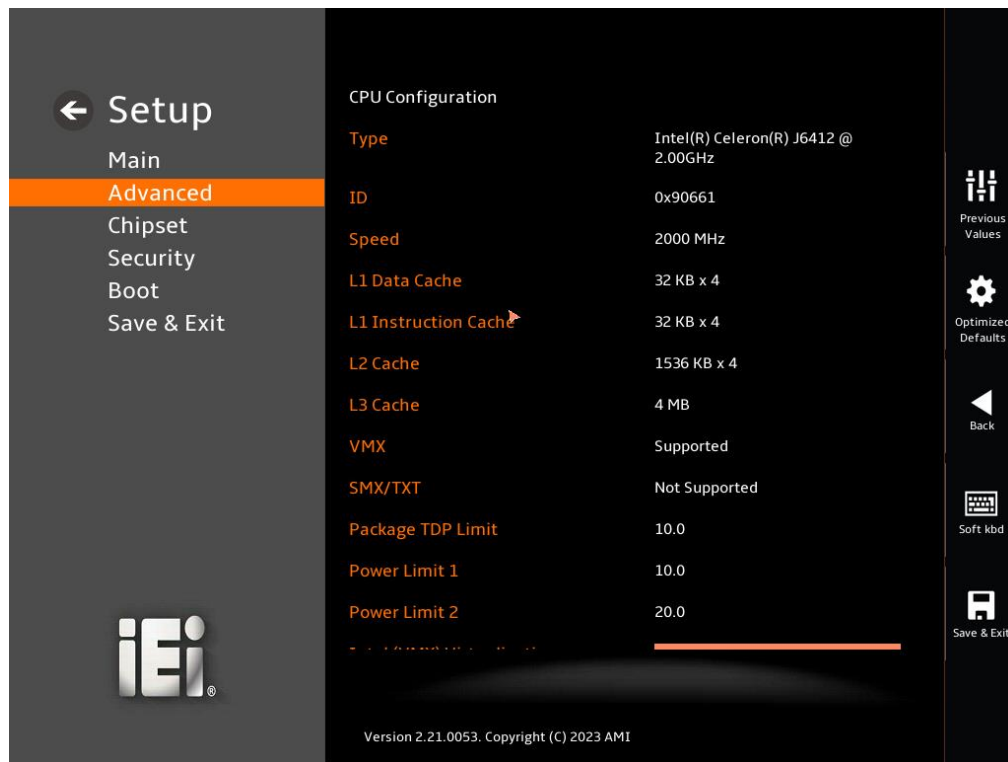 Setup
Main
Advanced
Chipset
Security
Boot
Save & Exit
iEi®
CPU Configuration
Type Intel(R) Celeron(R) J6412 @
2.00GHz
ID 0x90661
Speed 2000 MHz
L1 Data Cache 32 KB x 4
L1 Instruction Cache 32 KB x 4
L2 Cache 1536 KB x 4
L3 Cache 4 MB
VMX Supported
SMX/TXT Not Supported
Package TDP Limit 10.0
Power Limit 1 10.0
Power Limit 2 20.0
Version 2.21.0053. Copyright (C) 2023 AMI
Previous
Values
Optimized
Defaults
Back
Soft kbd
Save & Exit